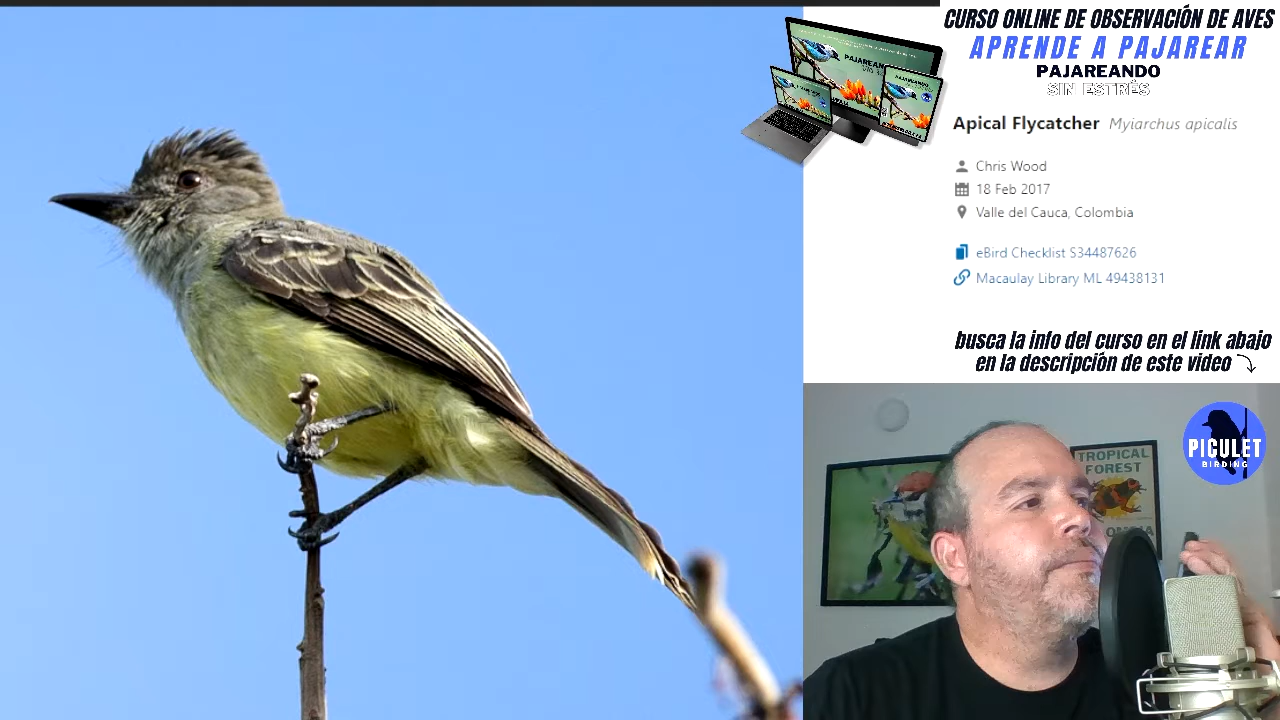 CURSO ONLINE DE OBSERVACIÓN DE AVES
APRENDE A PAJAREAR
PAJAREANDO
SIN ESTRÉS
Apical Flycatcher Myiarchus apicalis
Chris Wood
18 Feb 2017
Valle del Cauca, Colombia
eBird Checklist S34487626
Macaulay Library ML 49438131
busca la info del curso en el link abajo
en la descripción de este video
PICULET
BIRDING
TROPICAL
FOREST